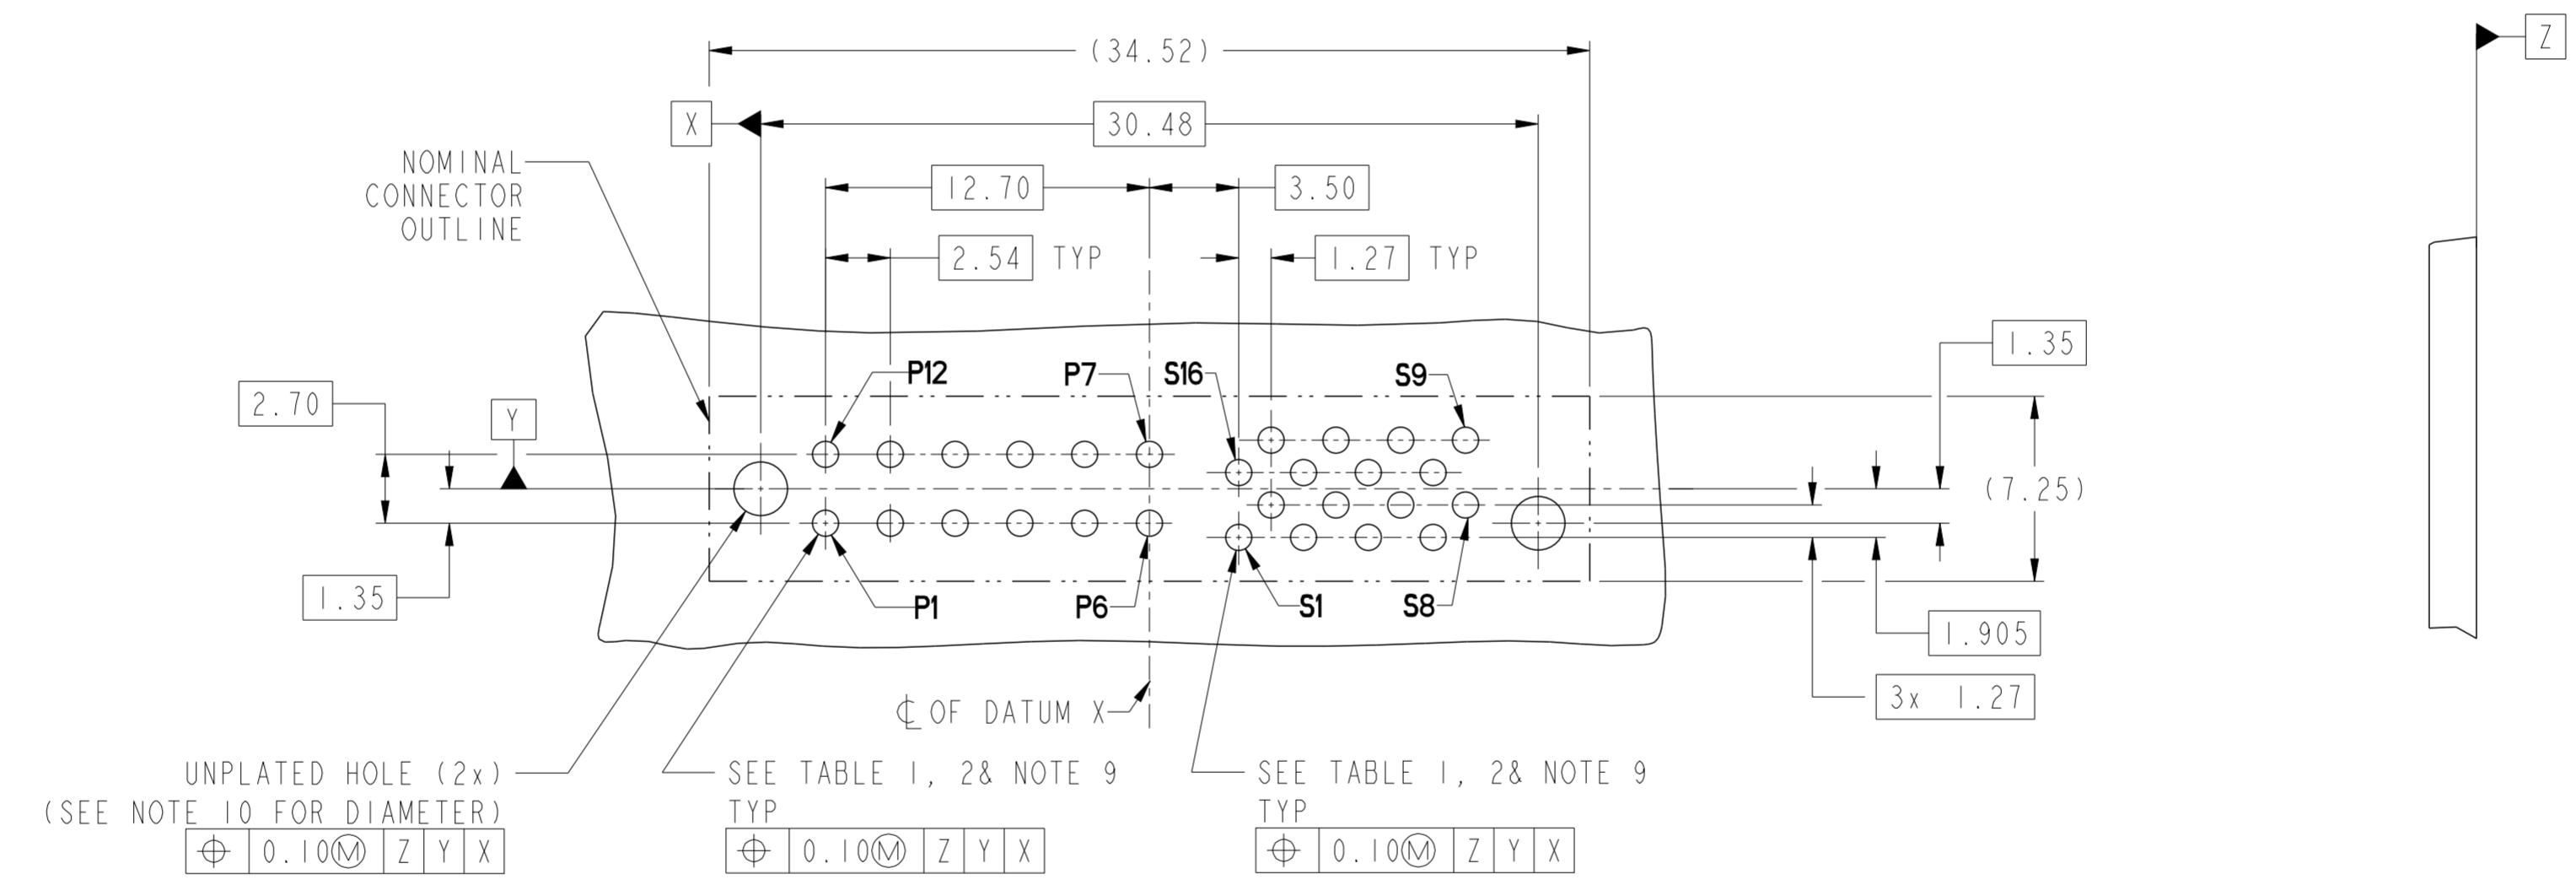 (34.52)
Z
X
30.48
NOMINAL
CONNECTOR
OUTLINE
12.70
3.50
2.54 TYP
1.27 TYP
1.35
P12
P7
S16
S9
2.70
Y
(7.25)
1.35
P1
P6
S1
S8
1.905
3x 1.27
℄ OF DATUM X
UNPLATED HOLE (2x)
(SEE NOTE 10 FOR DIAMETER)
⌖ 0.10Ⓜ Z Y X
SEE TABLE 1, 2& NOTE 9
TYP
⌖ 0.10Ⓜ Z Y X
SEE TABLE 1, 2& NOTE 9
TYP
⌖ 0.10Ⓜ Z Y X